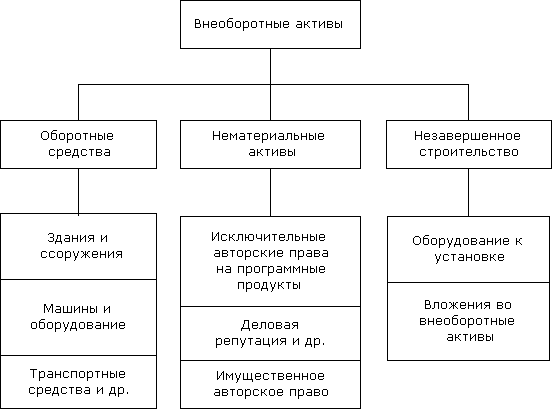 Внеоборотные активы
Оборотные
средства
Нематериальные
активы
Незавершенное
строительство
Здания и
ссоружения
Машины и
оборудование
Транспортные
средства и др.
Исключительные
авторские права
на программные
продукты
Деловая
репутация и др.
Имущественное
авторское право
Оборудование к
установке
Вложения во
внеоборотные
активы